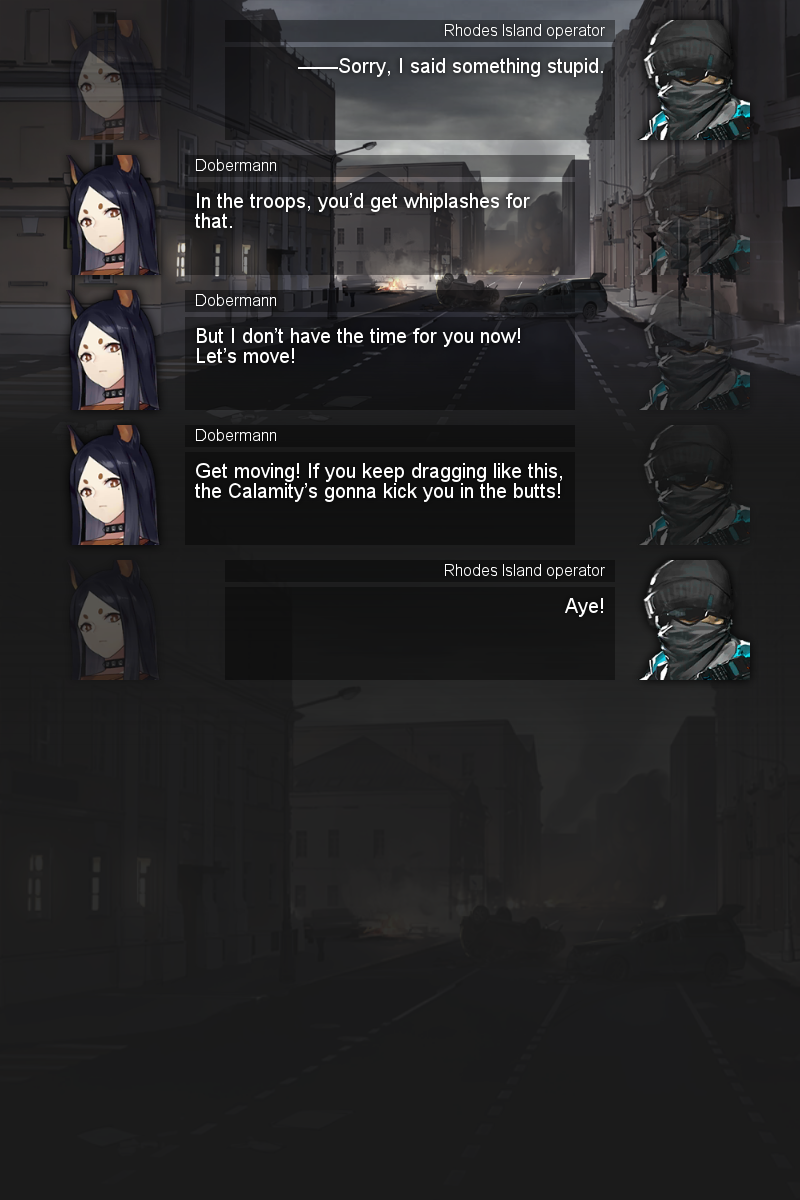 Rhodes Island operator
——Sorry, I said something stupid.
Dobermann
In the troops, you’d get whiplashes for
that.
Dobermann
But I don’t have the time for you now!
Let’s move!
Dobermann
Get moving! If you keep dragging like this,
the Calamity’s gonna kick you in the butts!
Rhodes Island operator
Aye!